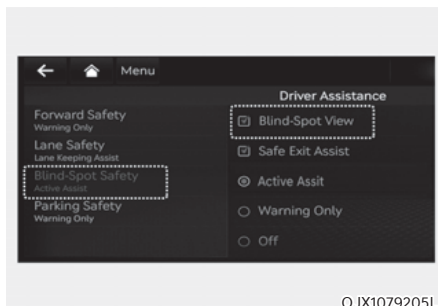 Menu
Driver Assistance
Forward Safety
Warning Only
Lane Safety
Lane Keeping Assist
Blind-Spot Safety
Active Assist
Parking Safety
Warning Only
Blind-Spot View
Safe Exit Assist
Active Assit
Warning Only
Off
OJX1079205L